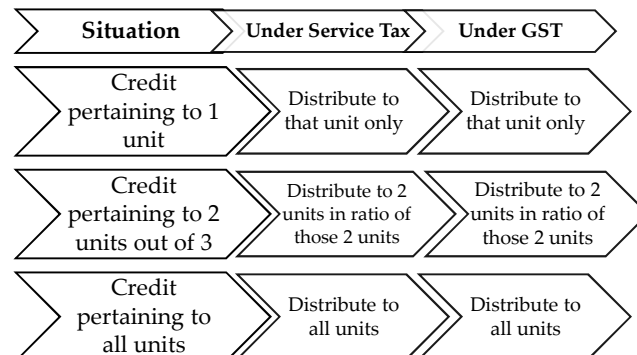 Situation
Under Service Tax
Under GST
Credit
pertaining to 1
unit
Distribute to
that unit only
Distribute to
that unit only
Credit
pertaining to 2
units out of 3
Distribute to 2
units in ratio of
those 2 units
Distribute to 2
units in ratio of
those 2 units
Credit
pertaining to
all units
Distribute to
all units
Distribute to
all units